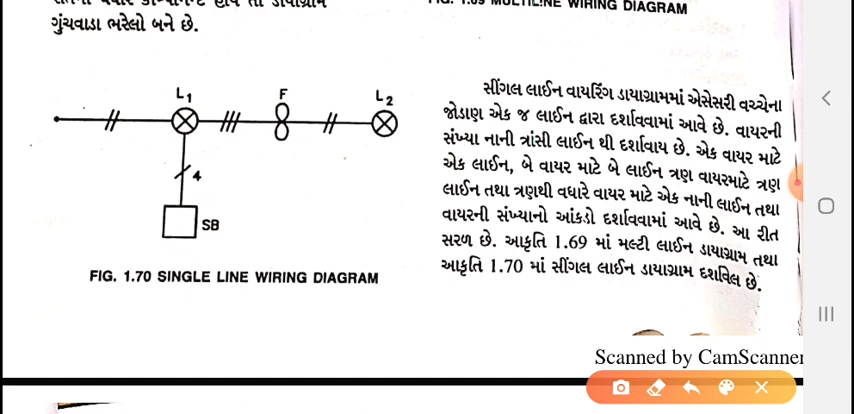 ગુંચવાડા ભરેલો બને છે.
WIRING DIAGRAM
L1
F
L2
4
SB
FIG. 1.70 SINGLE LINE WIRING DIAGRAM
સીંગલ લાઈન વાયરિંગ ડાયાગ્રામમાં એસેસરી વચ્ચેના
જોડાણ એક જ લાઈન દ્વારા દર્શાવવામાં આવે છે. વાયરની
સંખ્યા નાની ત્રાંસી લાઈન થી દર્શાવાય છે. એક વાયર માટે
એક લાઈન, બે વાયર માટે બે લાઈન ત્રણ વાયરમાટે ત્રણ
લાઈન તથા ત્રણથી વધારે વાયર માટે એક નાની લાઈન તથા
વાયરની સંખ્યાનો આંકડો દર્શાવવામાં આવે છે. આ રીત
સરળ છે. આકૃતિ 1.69 માં મલ્ટી લાઈન ડાયાગ્રામ તથા
આકૃતિ 1.70 માં સીંગલ લાઈન ડાયાગ્રામ દર્શાવેલ છે.
Scanned by CamScanner